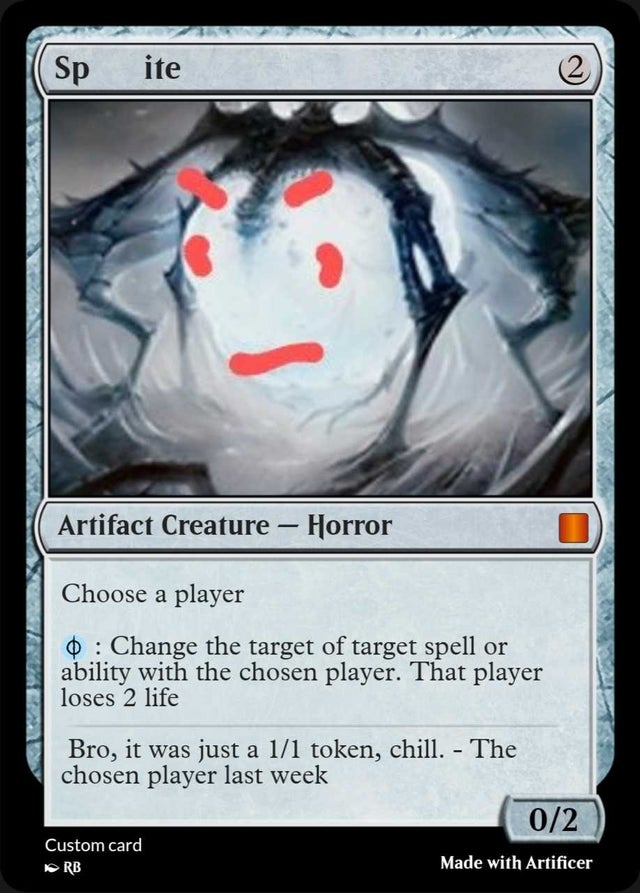 Sp ite 2
Artifact Creature — Horror
Choose a player
Φ : Change the target of target spell or
ability with the chosen player. That player
loses 2 life
Bro, it was just a 1/1 token, chill. - The
chosen player last week
0/2
Custom card
RB
Made with Artificer